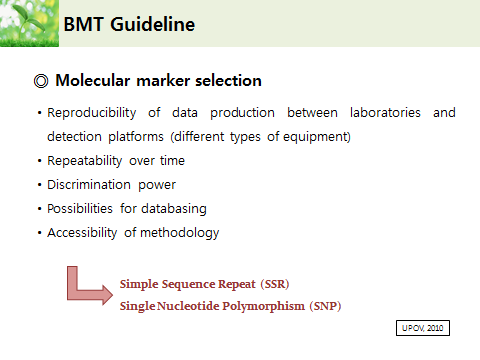 BMT Guideline
◎ Molecular marker selection
• Reproducibility of data production between laboratories and
detection platforms (different types of equipment)
• Repeatability over time
• Discrimination power
• Possibilities for databasing
• Accessibility of methodology
Simple Sequence Repeat (SSR)
Single Nucleotide Polymorphism (SNP)
UPOV, 2010